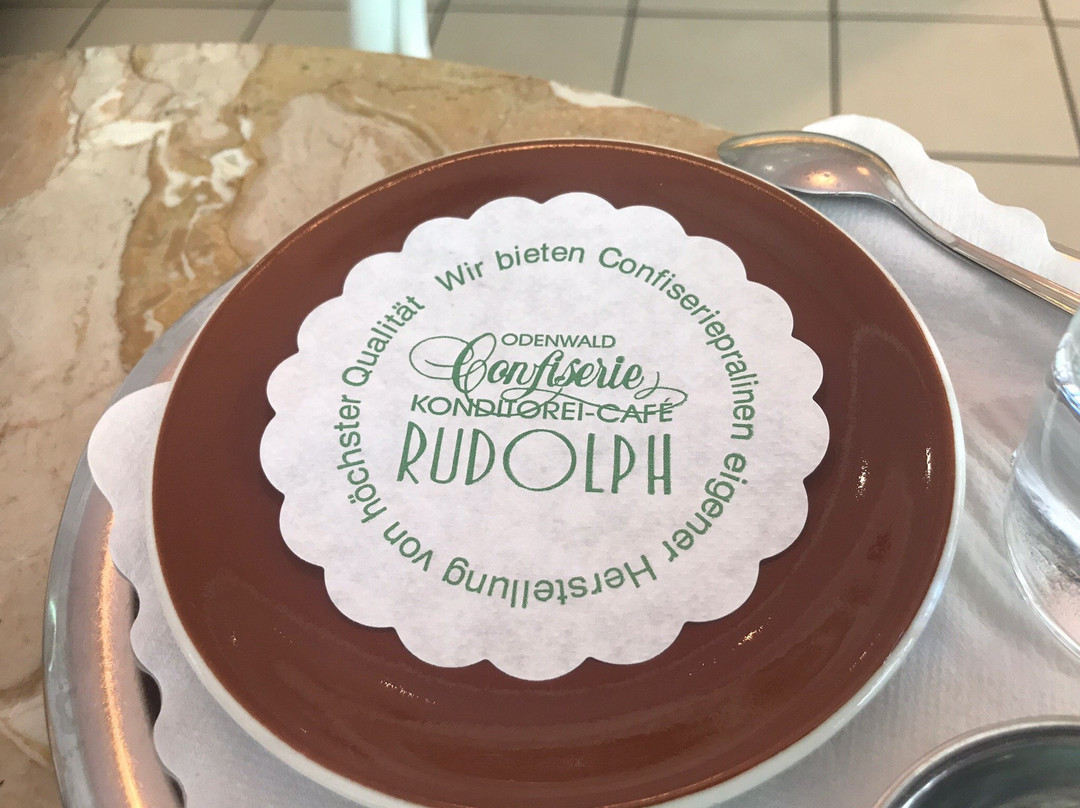 Wir bieten Confiseriepralinen eigener Herstellung von höchster Qualität
ODENWALD
Confiserie
KONDITOREI-CAFÉ
RUDOLPH